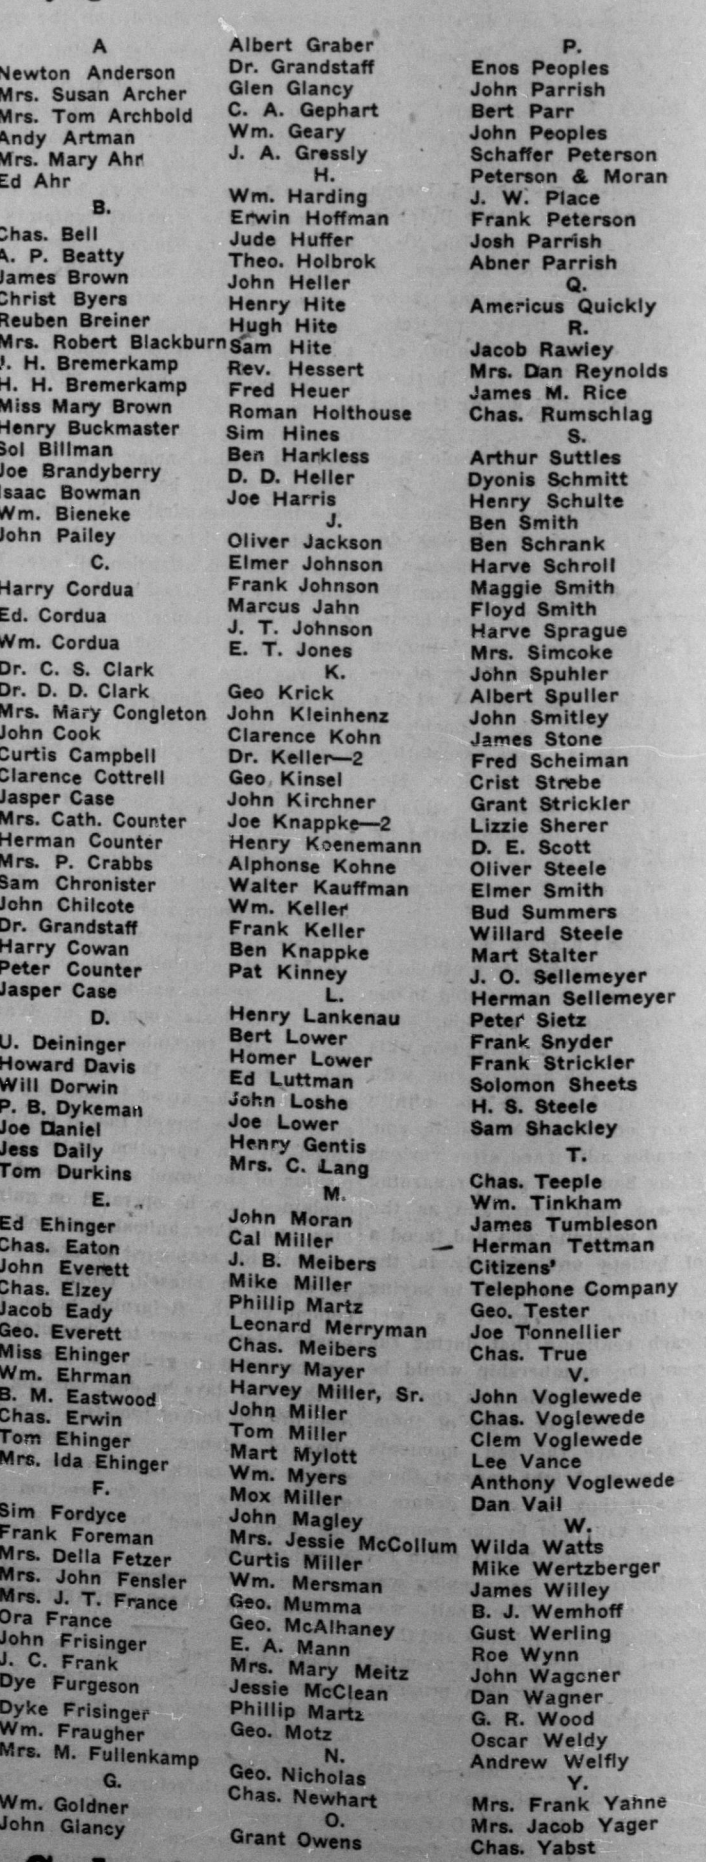 A
Newton Anderson
Mrs. Susan Archer
Mrs. Tom Archbold
Andy Artman
Mrs. Mary Ahr
Ed Ahr
B.
Chas. Bell
A. P. Beatty
James Brown
Christ Byers
Reuben Breiner
Mrs. Robert Blackburn
J. H. Bremerkamp
H. H. Bremerkamp
Miss Mary Brown
Henry Buckmaster
Sol Billman
Joe Brandyberry
Isaac Bowman
Wm. Bieneke
John Pailey
C.
Harry Cordua
Ed. Cordua
Wm. Cordua
Dr. C. S. Clark
Dr. D. D. Clark
Mrs. Mary Congleton
John Cook
Curtis Campbell
Clarence Cottrell
Jasper Case
Mrs. Cath. Counter
Herman Counter
Mrs. P. Crabbs
Sam Chronister
John Chilcote
Dr. Grandstaff
Harry Cowan
Peter Counter
Jasper Case
D.
U. Deininger
Howard Davis
Will Dorwin
P. B. Dykeman
Joe Daniel
Jess Daily
Tom Durkins
E.
Ed Ehinger
Chas. Eaton
John Everett
Chas. Elzey
Jacob Eady
Geo. Everett
Miss Ehinger
Wm. Ehrman
B. M. Eastwood
Chas. Erwin
Tom Ehinger
Mrs. Ida Ehinger
F.
Sim Fordyce
Frank Foreman
Mrs. Della Fetzer
Mrs. John Fensler
Mrs. J. T. France
Ora France
John Frisinger
J. C. Frank
Dye Furgeson
Dyke Frisinger
Wm. Fraugher
Mrs. M. Fullenkamp
G.
Wm. Goldner
John Glancy
Albert Graber
Dr. Grandstaff
Glen Glancy
C. A. Gephart
Wm. Geary
J. A. Gressly
H.
Wm. Harding
Erwin Hoffman
Jude Huffer
Theo. Holbrok
John Heller
Henry Hite
Hugh Hite
Sam Hite
Rev. Hessert
Fred Heuer
Roman Holthouse
Sim Hines
Ben Harkless
D. D. Heller
Joe Harris
J.
Oliver Jackson
Elmer Johnson
Frank Johnson
Marcus Jahn
J. T. Johnson
E. T. Jones
K.
Geo Krick
John Kleinhenz
Clarence Kohn
Dr. Keller—2
Geo Kinsel
John Kirchner
Joe Knappke—2
Henry Koenemann
Alphonse Kohne
Walter Kauffman
Wm. Keller
Frank Keller
Ben Knappke
Pat Kinney
L.
Henry Lankenau
Bert Lower
Homer Lower
Ed Luttman
John Loshe
Joe Lower
Henry Gentis
Mrs. C. Lang
M.
John Moran
Cal Miller
J. B. Meibers
Mike Miller
Phillip Martz
Leonard Merryman
Chas. Meibers
Henry Mayer
Harvey Miller, Sr.
John Miller
Tom Miller
Mart Mylott
Wm. Myers
Mox Miller
John Magley
Mrs. Jessie McCollum
Curtis Miller
Wm. Mersman
Geo. Mumma
Geo. McAlhaney
E. A. Mann
Mrs. Mary Meitz
Jessie McClean
Phillip Martz
Geo. Motz
N.
Geo. Nicholas
Chas. Newhart
O.
Grant Owens
P.
Enos Peoples
John Parrish
Bert Parr
John Peoples
Schaffer Peterson
Peterson & Moran
J. W. Place
Frank Peterson
Josh Parrish
Abner Parrish
Q.
Americus Quickly
R.
Jacob Rawley
Mrs. Dan Reynolds
James M. Rice
Chas. Rumschlag
S.
Arthur Suttles
Dyonis Schmitt
Henry Schulte
Ben Smith
Ben Schrank
Harve Schroll
Maggie Smith
Floyd Smith
Harve Sprague
Mrs. Simcoke
John Spuhler
Albert Spuller
John Smitley
James Stone
Fred Scheiman
Crist Strebe
Grant Strickler
Lizzie Sherer
D. E. Scott
Oliver Steele
Elmer Smith
Bud Summers
Willard Steele
Mart Stalter
J. O. Sellemeyer
Herman Sellemeyer
Peter Sietz
Frank Snyder
Frank Strickler
Solomon Sheets
H. S. Steele
Sam Shackley
T.
Chas. Teeple
Wm. Tinkham
James Tumbleson
Herman Tettman
Citizens'
Telephone Company
Geo. Tester
Joe Tonnellier
Chas. True
V.
John Voglewede
Chas. Voglewede
Clem Voglewede
Lee Vance
Anthony Voglewede
Dan Vail
W.
Wilda Watts
Mike Wertzberger
James Willey
B. J. Wemhoff
Gust Werling
Roe Wynn
John Wagoner
Dan Wagner
G. R. Wood
Oscar Weldy
Andrew Welfly
Y.
Mrs. Frank Yahne
Mrs. Jacob Yager
Chas. Yabst